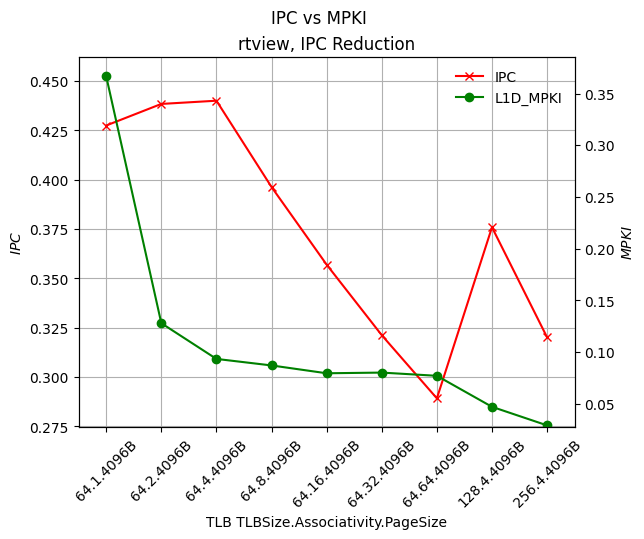 IPC vs MPKI
rtview, IPC Reduction
IPC
L1D_MPKI
0.450
0.425
0.400
0.375
0.350
0.325
0.300
0.275
IPC
0.35
0.30
0.25
0.20
0.15
0.10
0.05
MPKI
64.1.4096B
64.2.4096B
64.4.4096B
64.8.4096B
64.16.4096B
64.32.4096B
64.64.4096B
128.4.4096B
256.4.4096B
TLB TLBSize.Associativity.PageSize